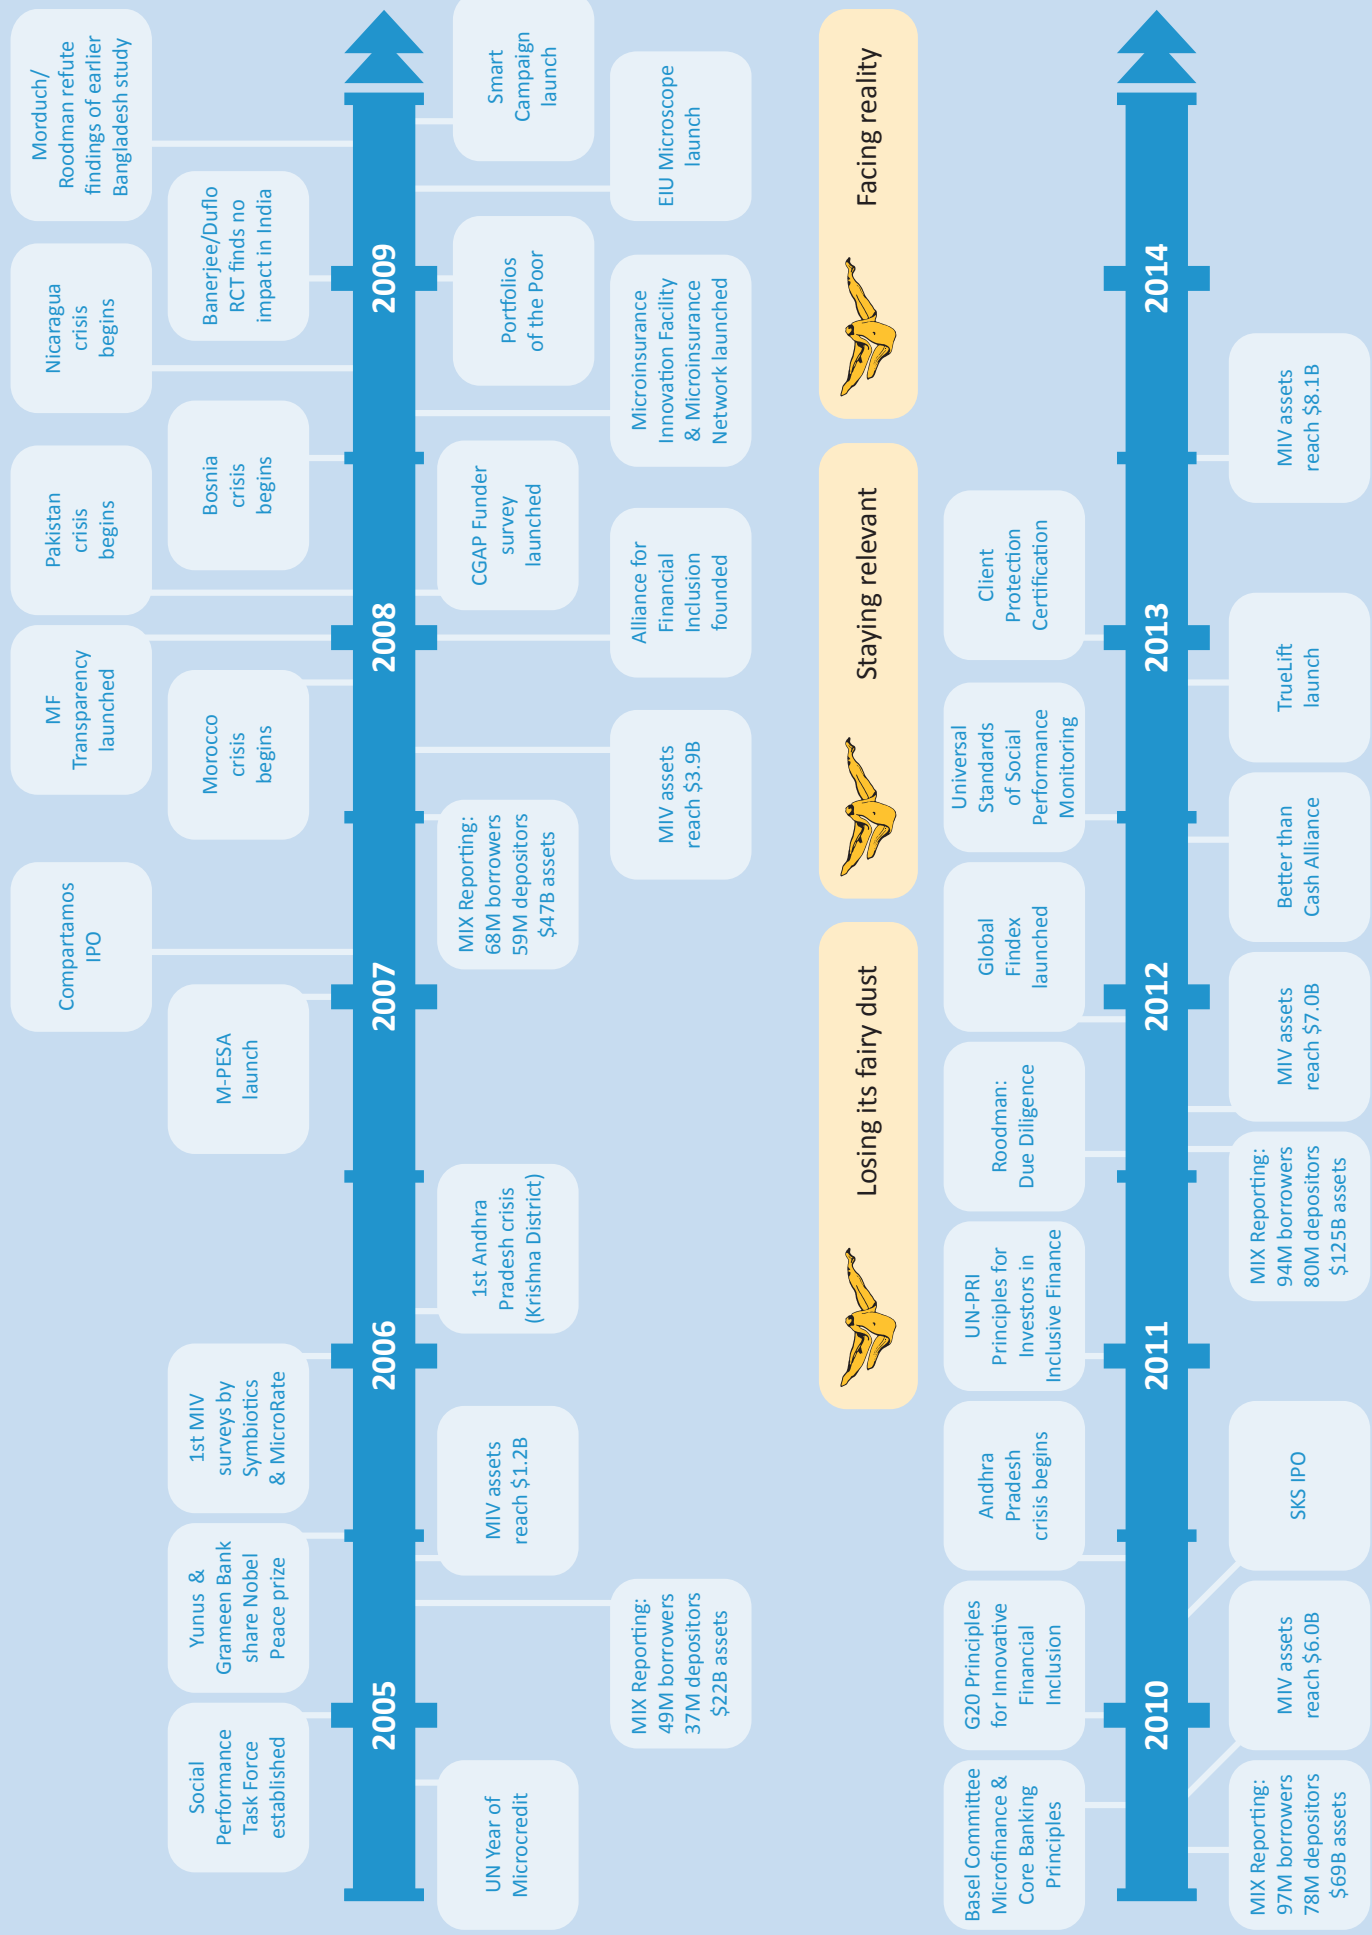 Compartamos
IPO
MF
Transparency
launched
Pakistan
crisis
begins
Nicaragua
crisis
begins
Morduch/
Roodman refute
findings of earlier
Bangladesh study
Social
Performance
Task Force
established
Yunus &
Grameen Bank
share Nobel
Peace prize
1st MIV
surveys by
Symbiotics
& MicroRate
M-PESA
launch
Morocco
crisis
begins
Bosnia
crisis
begins
Banerjee/Duflo
RCT finds no
impact in India
2005
2006
2007
2008
2009
UN Year of
Microcredit
MIV assets
reach $1.2B
1st Andhra
Pradesh crisis
(Krishna District)
MIX Reporting:
68M borrowers
59M depositors
$47B assets
CGAP Funder
survey
launched
Portfolios
of the Poor
Smart
Campaign
launch
MIX Reporting:
49M borrowers
37M depositors
$22B assets
MIV assets
reach $3.9B
Alliance for
Financial
Inclusion
founded
Microinsurance
Innovation Facility
& Microinsurance
Network launched
EIU Microscope
launch
Losing its fairy dust
Staying relevant
Facing reality
Basel Committee
Microfinance &
Core Banking
Principles
G20 Principles
for Innovative
Financial
Inclusion
Andhra
Pradesh
crisis begins
UN-PRI
Principles for
Investors in
Inclusive Finance
Roodman:
Due Diligence
Global
Findex
launched
Universal
Standards
of Social
Performance
Monitoring
Client
Protection
Certification
2010
2011
2012
2013
2014
MIX Reporting:
97M borrowers
78M depositors
$69B assets
MIV assets
reach $6.0B
SKS IPO
MIX Reporting:
94M borrowers
80M depositors
$125B assets
MIV assets
reach $7.0B
Better than
Cash Alliance
TrueLift
launch
MIV assets
reach $8.1B